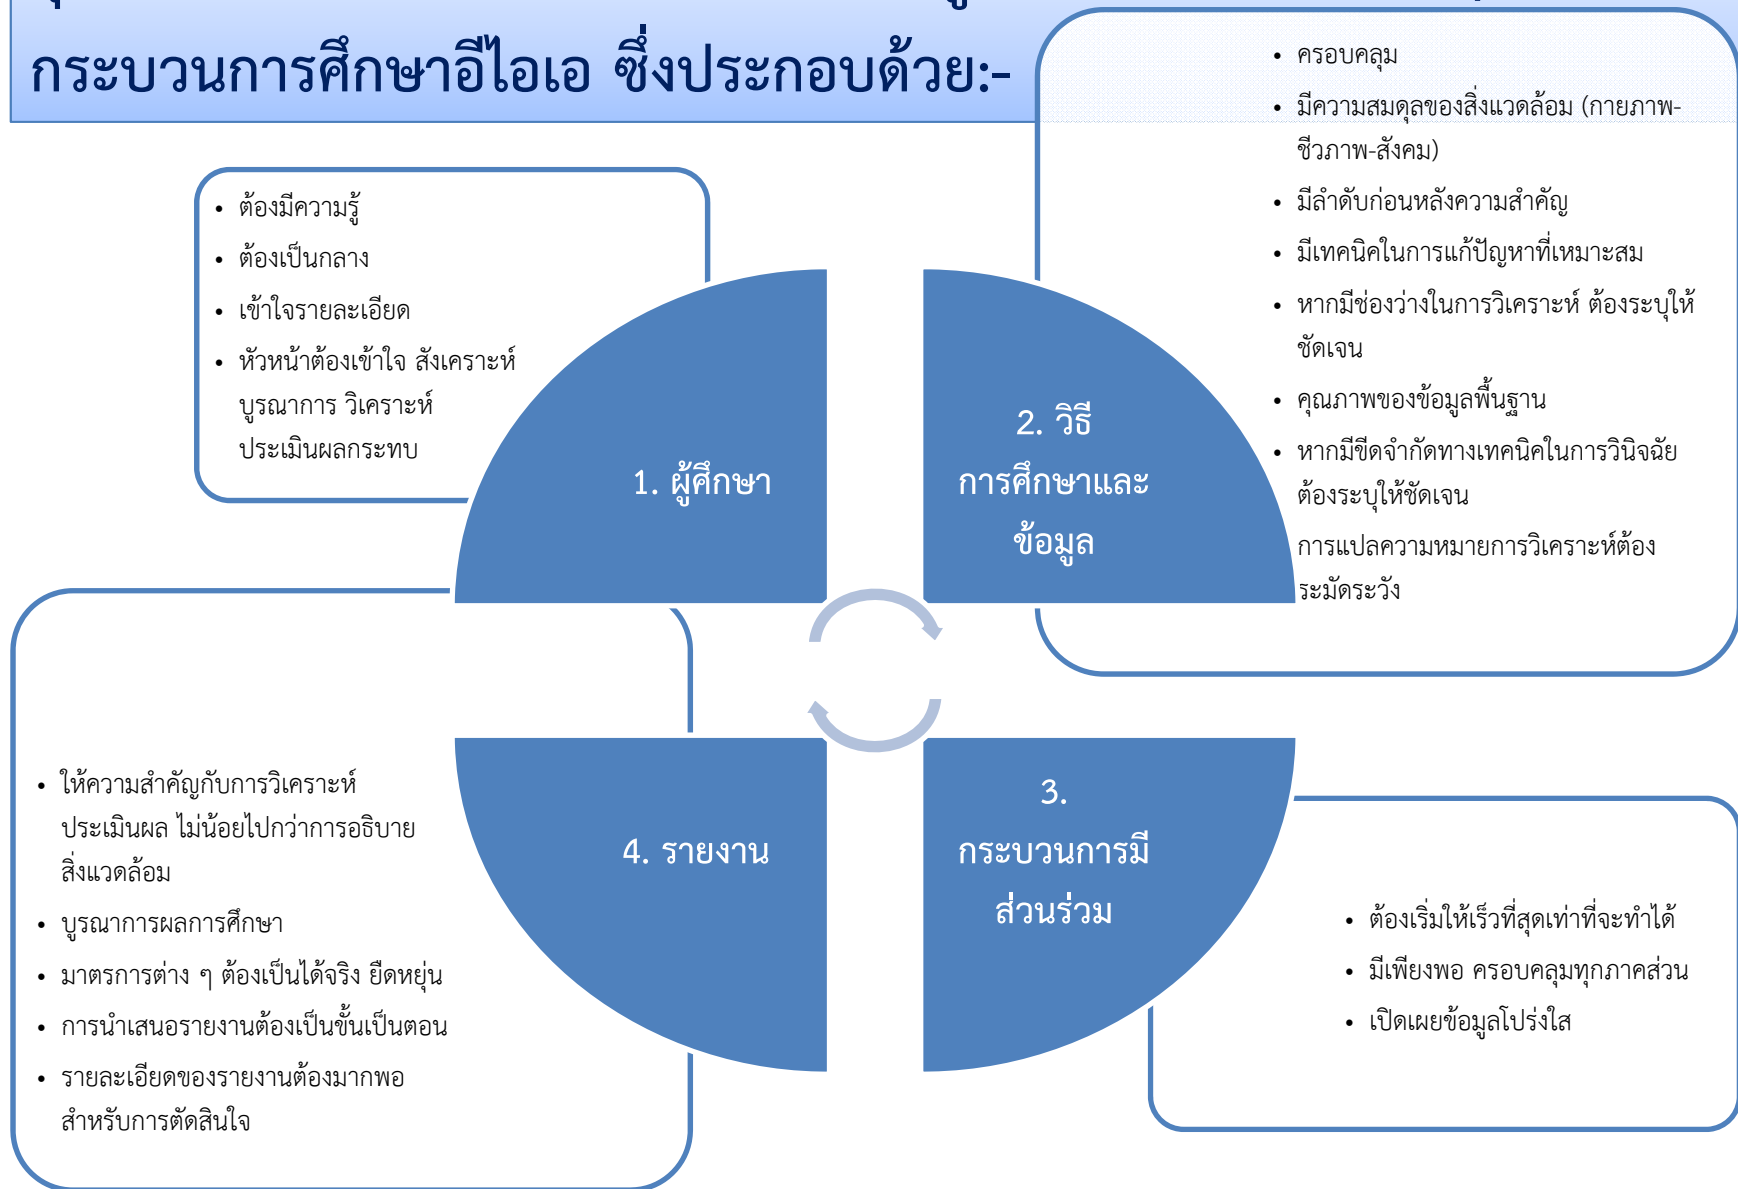 กระบวนการศึกษาอีไอเอ ซึ่งประกอบด้วย:-
• ต้องมีความรู้
• ต้องเป็นกลาง
• เข้าใจรายละเอียด
• หัวหน้าต้องเข้าใจ สังเคราะห์
บูรณาการ วิเคราะห์
ประเมินผลกระทบ
1. ผู้ศึกษา
• ครอบคลุม
• มีความสมดุลของสิ่งแวดล้อม (กายภาพ-
ชีวภาพ-สังคม)
• มีลำดับก่อนหลังความสำคัญ
• มีเทคนิคในการแก้ปัญหาที่เหมาะสม
• หากมีช่องว่างในการวิเคราะห์ ต้องระบุให้
ชัดเจน
• คุณภาพของข้อมูลพื้นฐาน
• หากมีขีดจำกัดทางเทคนิคในการวินิจฉัย
ต้องระบุให้ชัดเจน
การแปลความหมายการวิเคราะห์ต้อง
ระมัดระวัง
2. วิธี
การศึกษาและ
ข้อมูล
3.
กระบวนการมี
ส่วนร่วม
• ต้องเริ่มให้เร็วที่สุดเท่าที่จะทำได้
• มีเพียงพอ ครอบคลุมทุกภาคส่วน
• เปิดเผยข้อมูลโปร่งใส
4. รายงาน
• ให้ความสำคัญกับการวิเคราะห์
ประเมินผล ไม่น้อยไปกว่าการอธิบาย
สิ่งแวดล้อม
• บูรณาการผลการศึกษา
• มาตรการต่าง ๆ ต้องเป็นได้จริง ยืดหยุ่น
• การนำเสนอรายงานต้องเป็นขั้นเป็นตอน
• รายละเอียดของรายงานต้องมากพอ
สำหรับการตัดสินใจ